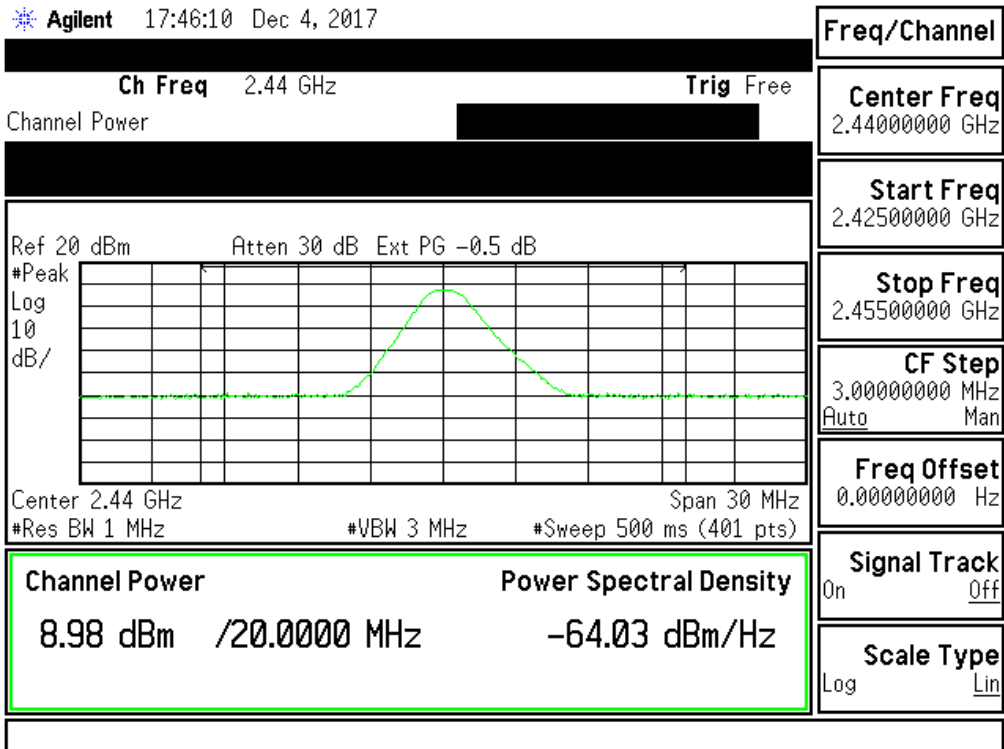 Agilent 17:46:10 Dec 4, 2017
Ch Freq 2.44 GHz Trig Free
Channel Power
Ref 20 dBm Atten 30 dB Ext PG -0.5 dB
#Peak
Log
10
dB/
Center 2.44 GHz Span 30 MHz
#Res BW 1 MHz #VBW 3 MHz #Sweep 500 ms (401 pts)
Channel Power Power Spectral Density
8.98 dBm /20.0000 MHz -64.03 dBm/Hz
Freq/Channel
Center Freq
2.44000000 GHz
Start Freq
2.42500000 GHz
Stop Freq
2.45500000 GHz
CF Step
3.00000000 MHz
Auto Man
Freq Offset
0.00000000 Hz
Signal Track
On Off
Scale Type
Log Lin